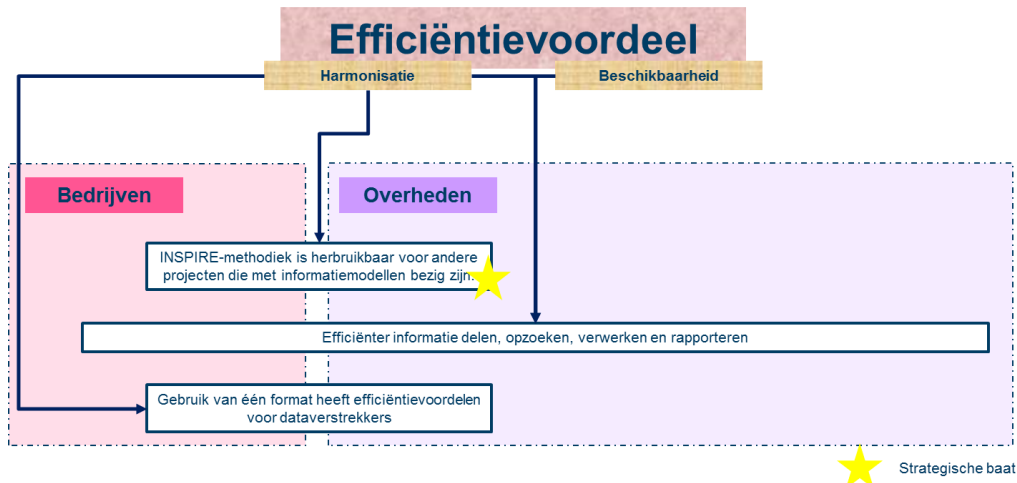 Efficiëntievoordeel
Harmonisatie
Beschikbaarheid
Bedrijven
Overheden
INSPIRE-methodiek is herbruikbaar voor andere
projecten die met informatiemodellen bezig zijn.
Efficiënter informatie delen, opzoeken, verwerken en rapporteren
Gebruik van één format heeft efficiëntievoordelen
voor dataverstrekkers
Strategische baat